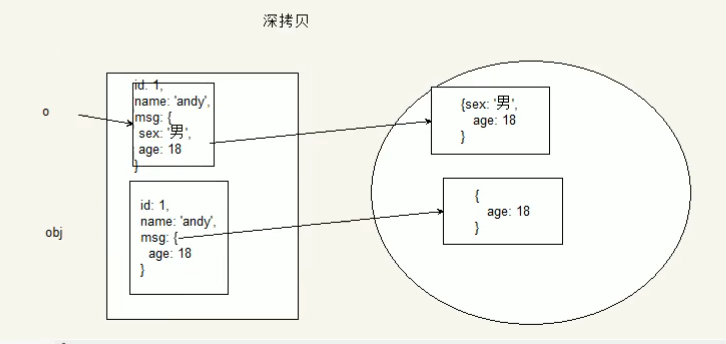 深拷贝
o
id: 1,
name: 'andy',
msg: {
sex: '男',
age: 18
}
{sex: '男',
age: 18
}
obj
id: 1,
name: 'andy',
msg: {
age: 18
}
{
age: 18
}